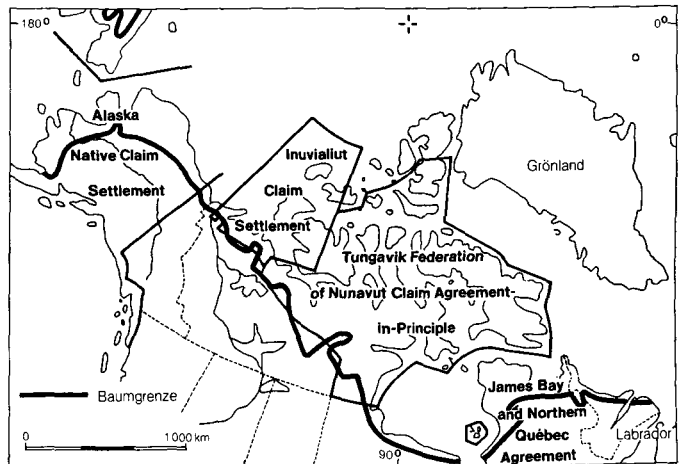 180°
0°
Alaska
Native Claim
Settlement
Inuvialiut
Claim
Settlement
Grönland
Tungavik Federation
of Nunavut Claim Agreement-
in-Principle
Baumgrenze
0
1000 km
90°
James Bay
and Northern
Québec
Agreement
Labrador